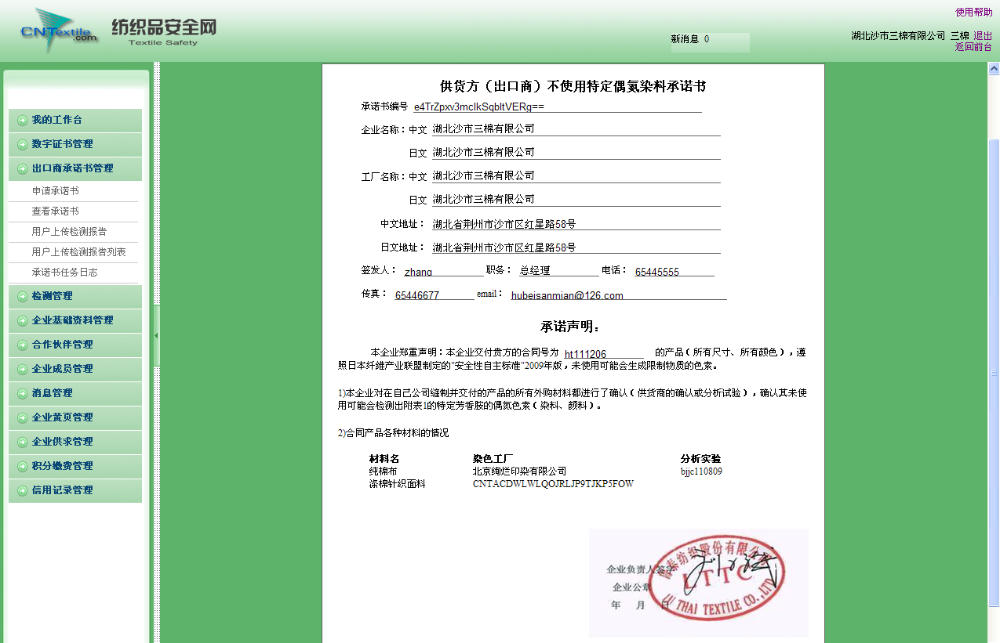 CNTextile.com
纺织品安全网
Textile Safety
使用帮助
新消息 0
湖北沙市三棉有限公司 三棉 退出
返回前台
我的工作台
数字证书管理
出口商承诺书管理
申请承诺书
查看承诺书
用户上传检测报告
用户上传检测报告列表
承诺书任务日志
检测管理
企业基础资料管理
合作伙伴管理
企业成员管理
消息管理
企业黄页管理
企业供求管理
积分缴费管理
信用记录管理
供货方（出口商）不使用特定偶氮染料承诺书
承诺书编号 e4TrZpxv3mcIkSqbltVERg==
企业名称：中文 湖北沙市三棉有限公司
日文 湖北沙市三棉有限公司
工厂名称：中文 湖北沙市三棉有限公司
日文 湖北沙市三棉有限公司
中文地址： 湖北省荆州市沙市区红星路58号
日文地址： 湖北省荆州市沙市区红星路58号
签发人： zhang 职务： 总经理 电话： 65445555
传真： 65446677 email： hubeisanmian@126.com
承诺声明：
本企业郑重声明：本企业交付贵方的合同号为 ht111206 的产品（所有尺寸、所有颜色），遵
照日本纤维产业联盟制定的"安全性自主标准"2009年版，未使用可能会生成限制物质的色素。
1)本企业对在自己公司缝制并交付的产品的所有外购材料都进行了确认（供货商的确认或分析试验），确认其未使
用可能会检测出附表1的特定芳香胺的偶氮色素（染料、颜料）。
2)合同产品各种材料的情况
材料名 染色工厂 分析实验
纯棉布 北京绚烂印染有限公司 bjjc110809
涤棉针织面料 CNTACDWLWLQOJRLJP9TJKP5FOW
企业负责人签字
企业公章
年 月 日
泰纺织股份有限公司
LTTC
LU THAI TEXTILE CO.,LTD